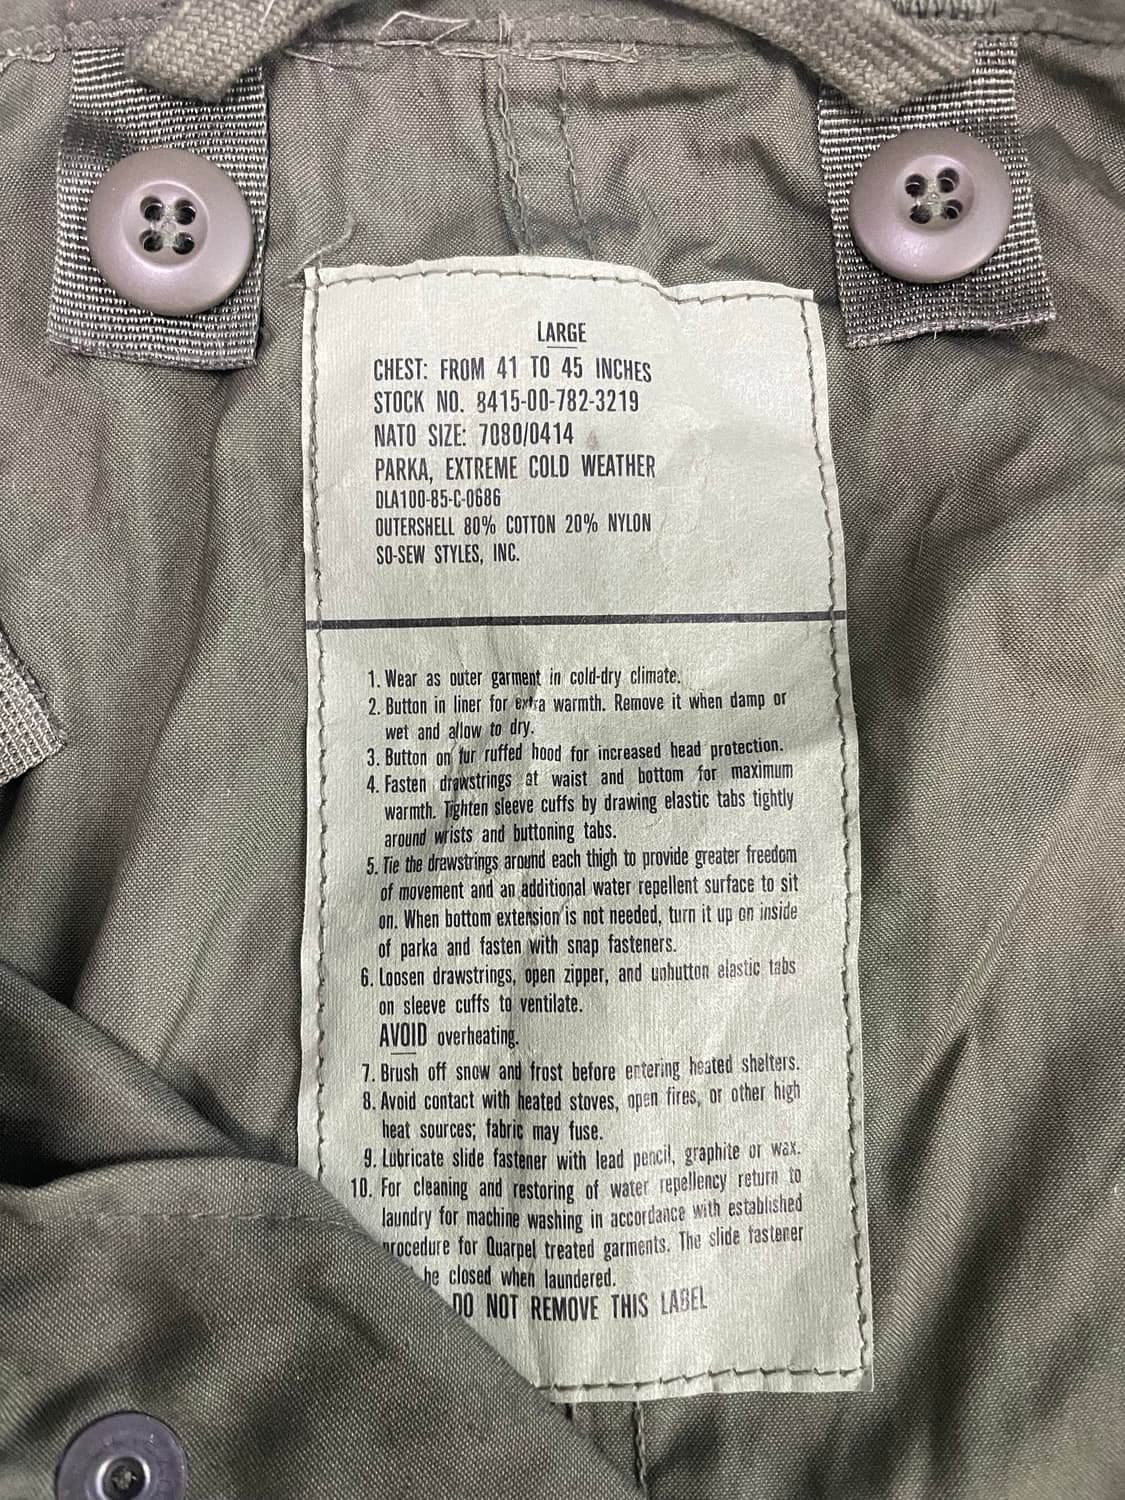 LARGE
CHEST: FROM 41 TO 45 INCHES
STOCK NO. 8415-00-782-3219
NATO SIZE: 7080/0414
PARKA, EXTREME COLD WEATHER
DLA100-85-C-0686
OUTERSHELL 80% COTTON 20% NYLON
SO-SEW STYLES, INC.
1. Wear as outer garment in cold-dry climate.
2. Button in liner for extra warmth. Remove it when damp or
wet and allow to dry.
3. Button on fur ruffed hood for increased head protection.
4. Fasten drawstrings at waist and bottom for maximum
warmth. Tighten sleeve cuffs by drawing elastic tabs tightly
around wrists and buttoning tabs.
5. Tie the drawstrings around each thigh to provide greater freedom
of movement and an additional water repellent surface to sit
on. When bottom extension is not needed, turn it up on inside
of parka and fasten with snap fasteners.
6. Loosen drawstrings, open zipper, and unbutton elastic tabs
on sleeve cuffs to ventilate.
AVOID overheating.
7. Brush off snow and frost before entering heated shelters.
8. Avoid contact with heated stoves, open fires, or other high
heat sources; fabric may fuse.
9. Lubricate slide fastener with lead pencil, graphite or wax.
10. For cleaning and restoring of water repellency return to
laundry for machine washing in accordance with established
procedure for Quarpel treated garments. The slide fastener
be closed when laundered.
DO NOT REMOVE THIS LABEL